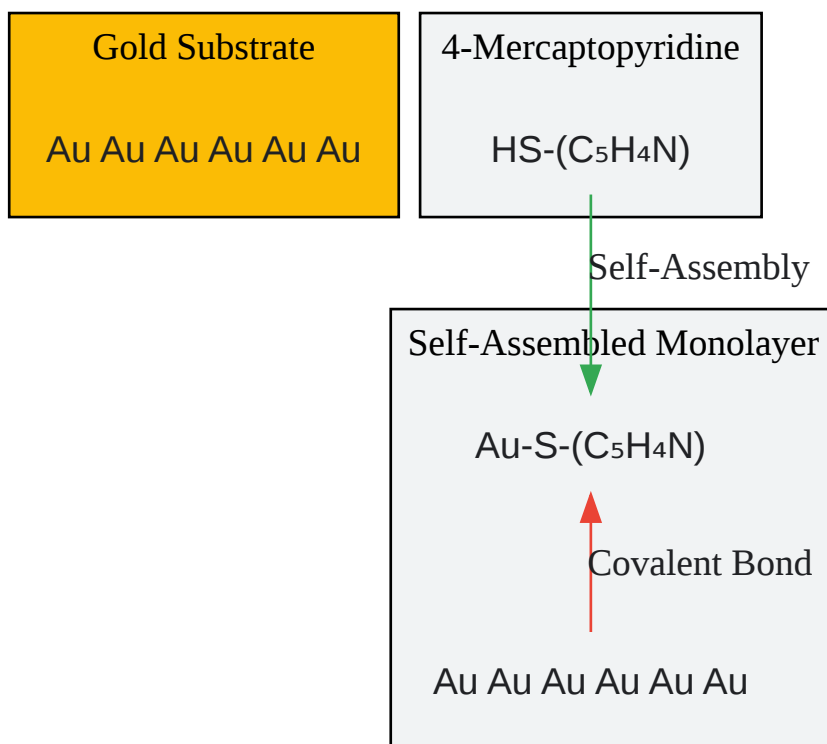 Gold Substrate
Au Au Au Au Au Au
4-Mercaptopyridine
HS-(C₅H₄N)
Self-Assembly
Self-Assembled Monolayer
Au-S-(C₅H₄N)
Covalent Bond
Au Au Au Au Au Au